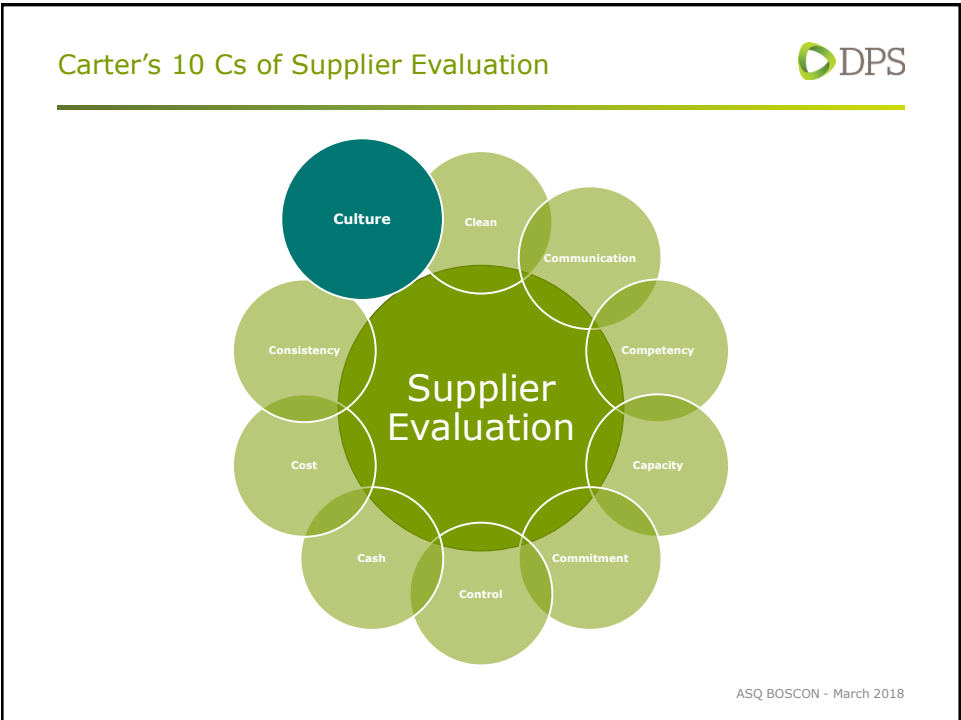 Carter's 10 Cs of Supplier Evaluation
DPS
Culture
Clean
Communication
Consistency
Competency
Supplier
Evaluation
Cost
Capacity
Cash
Commitment
Control
ASQ BOSCON - March 2018